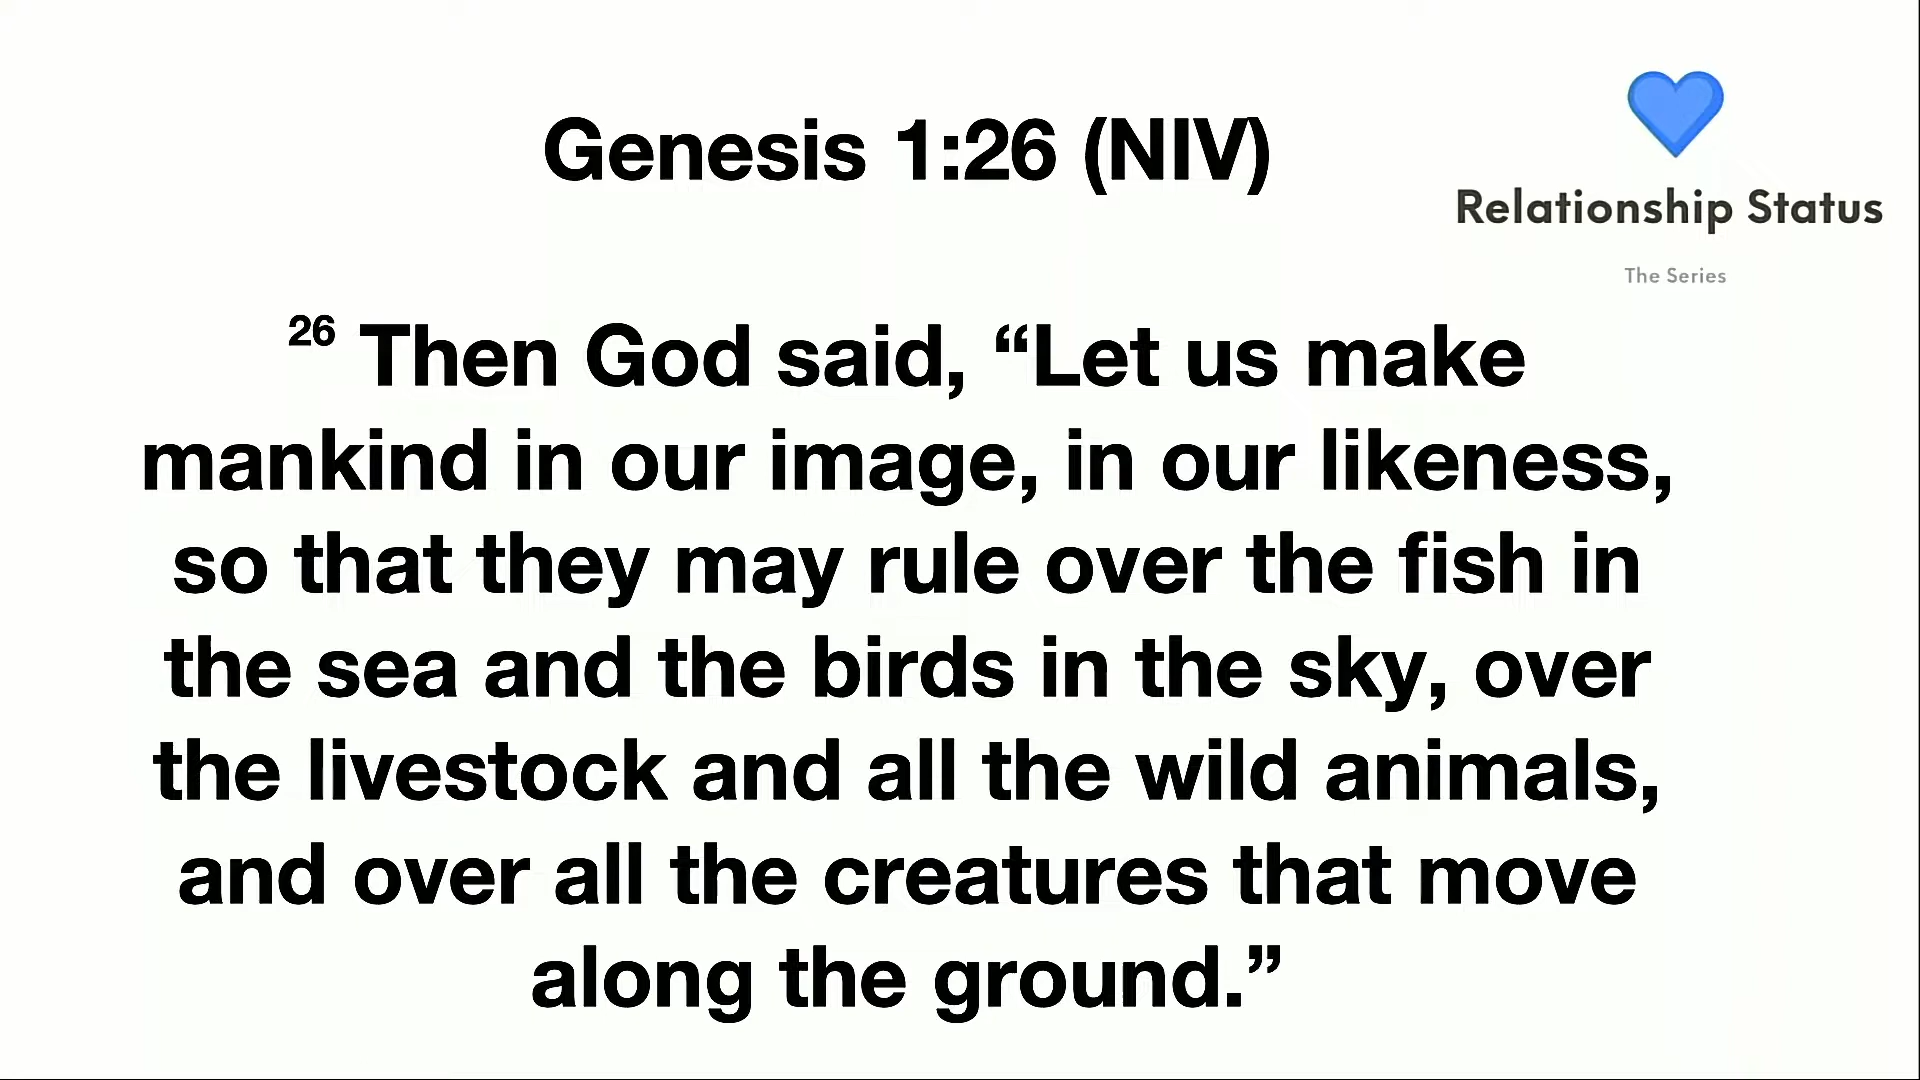 Genesis 1:26 (NIV)
Relationship Status
The Series
26 Then God said, “Let us make
mankind in our image, in our likeness,
so that they may rule over the fish in
the sea and the birds in the sky, over
the livestock and all the wild animals,
and over all the creatures that move
along the ground.”